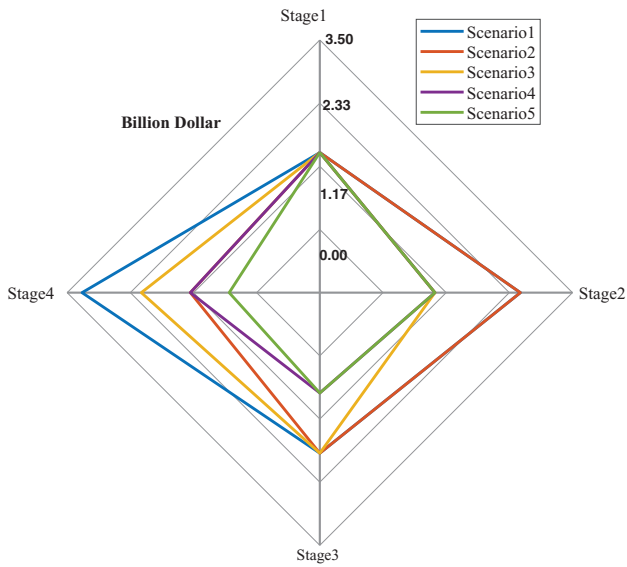 Stage1
3.50
Scenario1
Scenario2
Scenario3
Scenario4
Scenario5
2.33
Billion Dollar
1.17
0.00
Stage4
Stage2
Stage3